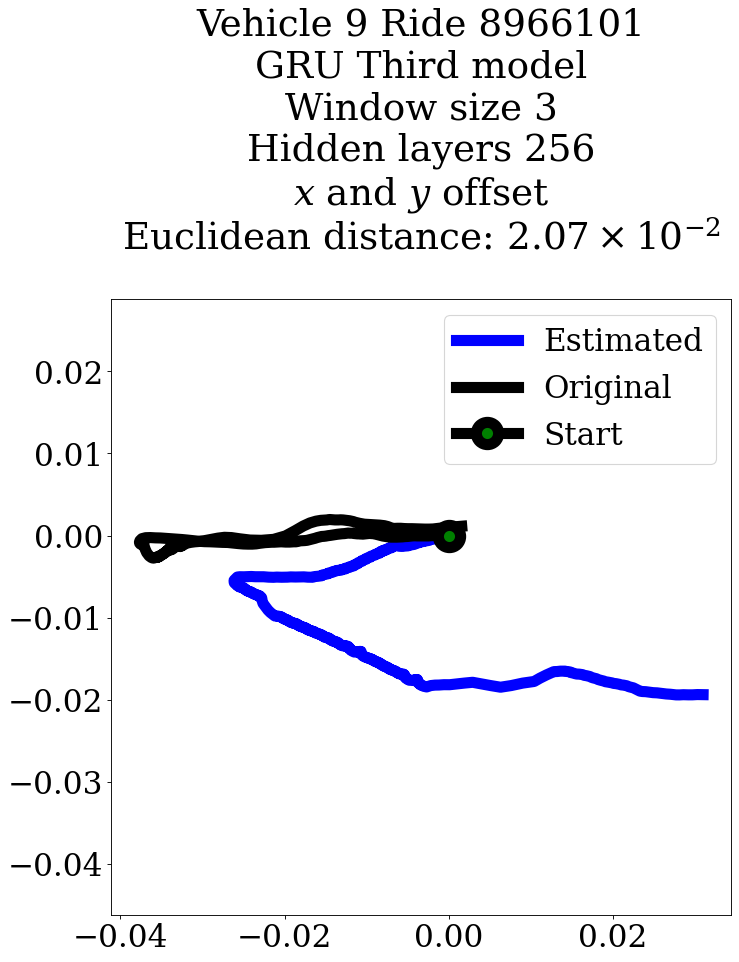 Vehicle 9 Ride 8966101
GRU Third model
Window size 3
Hidden layers 256
x and y offset
Euclidean distance: 2.07 × 10⁻²
Estimated
Original
Start
0.02
0.01
0.00
−0.01
−0.02
−0.03
−0.04
−0.04 −0.02 0.00 0.02